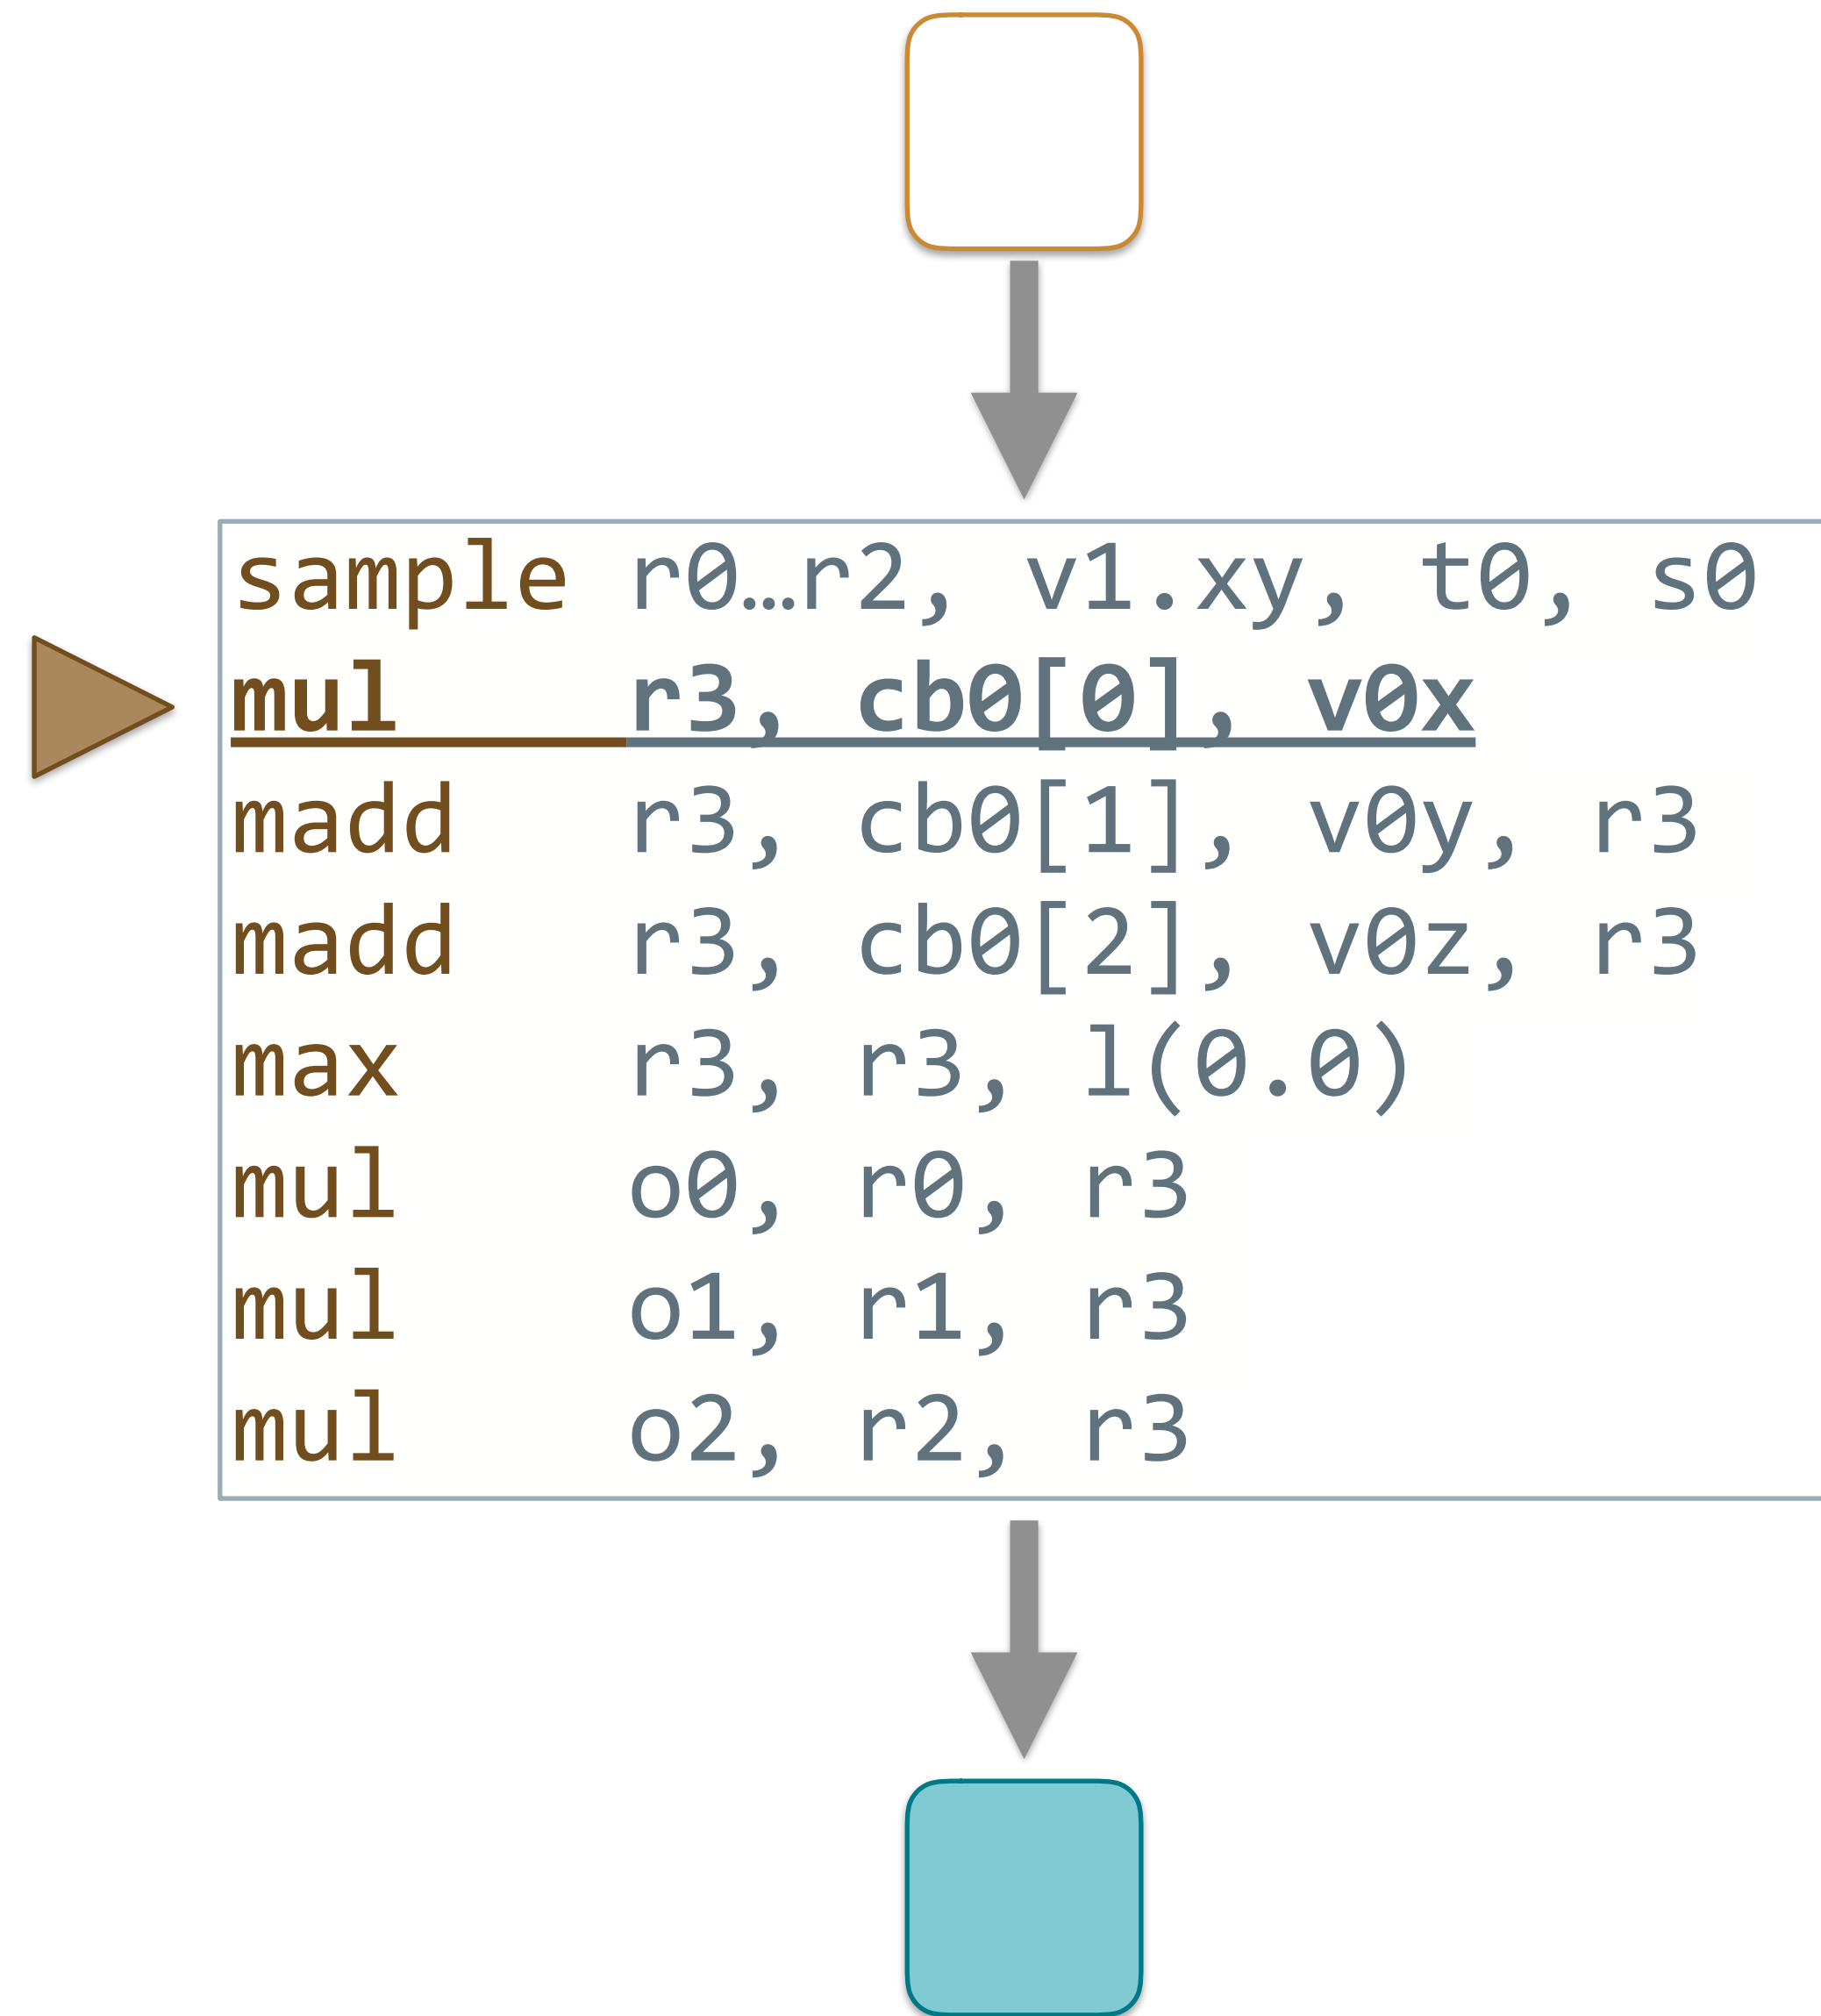 sample r0…r2, v1.xy, t0, s0
mul r3, cb0[0], v0x
madd r3, cb0[1], v0y, r3
madd r3, cb0[2], v0z, r3
max r3, r3, l(0.0)
mul o0, r0, r3
mul o1, r1, r3
mul o2, r2, r3